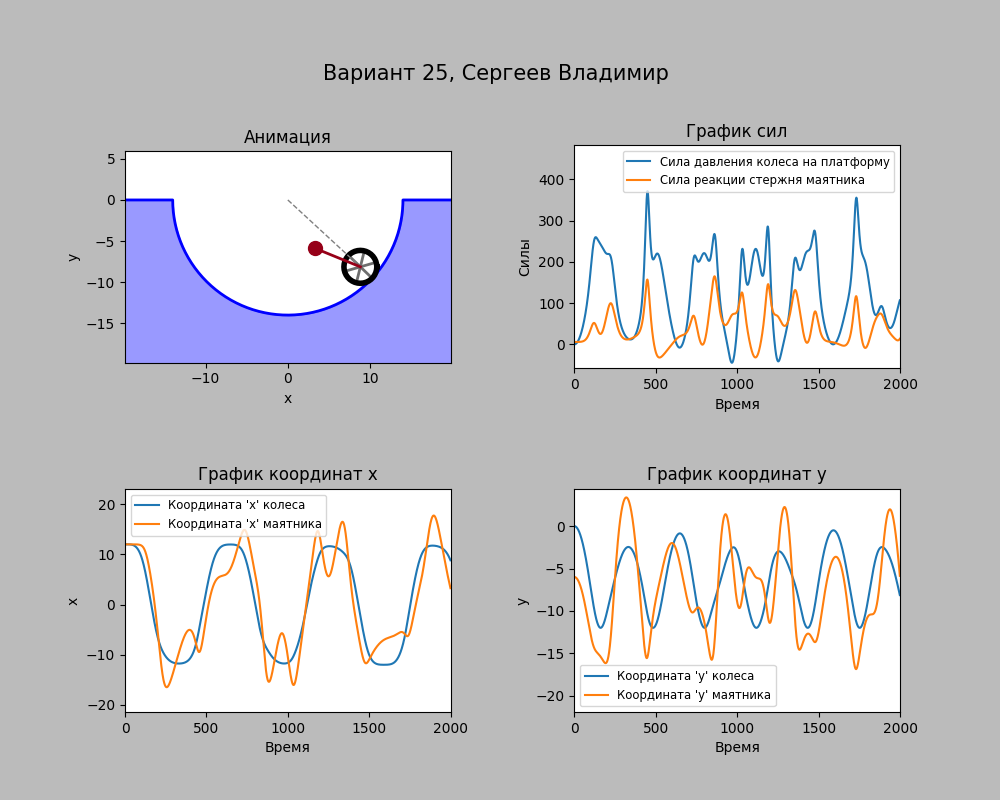 Вариант 25, Сергеев Владимир
Анимация
5
0
−5
−10
−15
y
−10
0
10
x
График сил
Сила давления колеса на платформу
Сила реакции стержня маятника
400
300
200
100
0
Силы
0
500
1000
1500
2000
Время
График координат x
Координата 'x' колеса
Координата 'x' маятника
20
10
0
−10
−20
x
0
500
1000
1500
2000
Время
График координат y
0
−5
−10
−15
−20
y
Координата 'y' колеса
Координата 'y' маятника
0
500
1000
1500
2000
Время